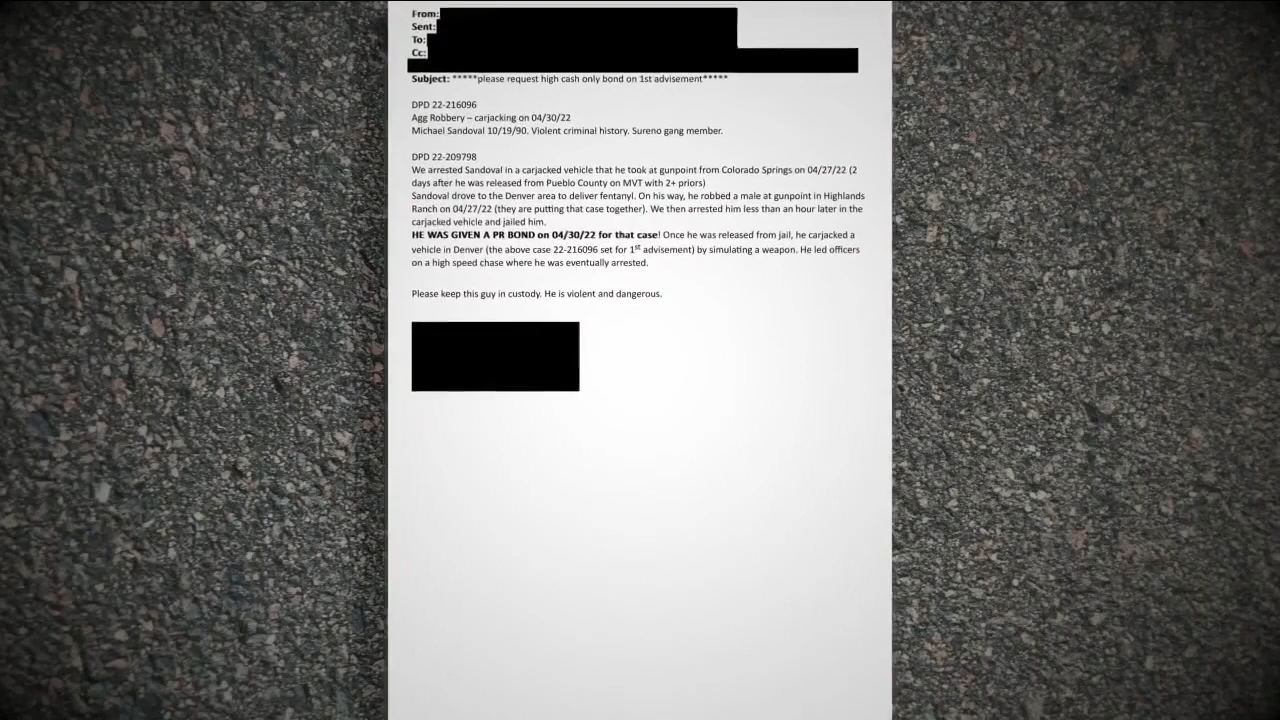 From:
Sent:
To:
Cc:
Subject: *****please request high cash only bond on 1st advisement*****
DPD 22-216096
Agg Robbery – carjacking on 04/30/22
Michael Sandoval 10/19/90. Violent criminal history. Sureno gang member.
DPD 22-209798
We arrested Sandoval in a carjacked vehicle that he took at gunpoint from Colorado Springs on 04/27/22 (2
days after he was released from Pueblo County on MVT with 2+ priors)
Sandoval drove to the Denver area to deliver fentanyl. On his way, he robbed a male at gunpoint in Highlands
Ranch on 04/27/22 (they are putting that case together). We then arrested him less than an hour later in the
carjacked vehicle and jailed him.
HE WAS GIVEN A PR BOND on 04/30/22 for that case! Once he was released from jail, he carjacked a
vehicle in Denver (the above case 22-216096 set for 1st advisement) by simulating a weapon. He led officers
on a high speed chase where he was eventually arrested.
Please keep this guy in custody. He is violent and dangerous.